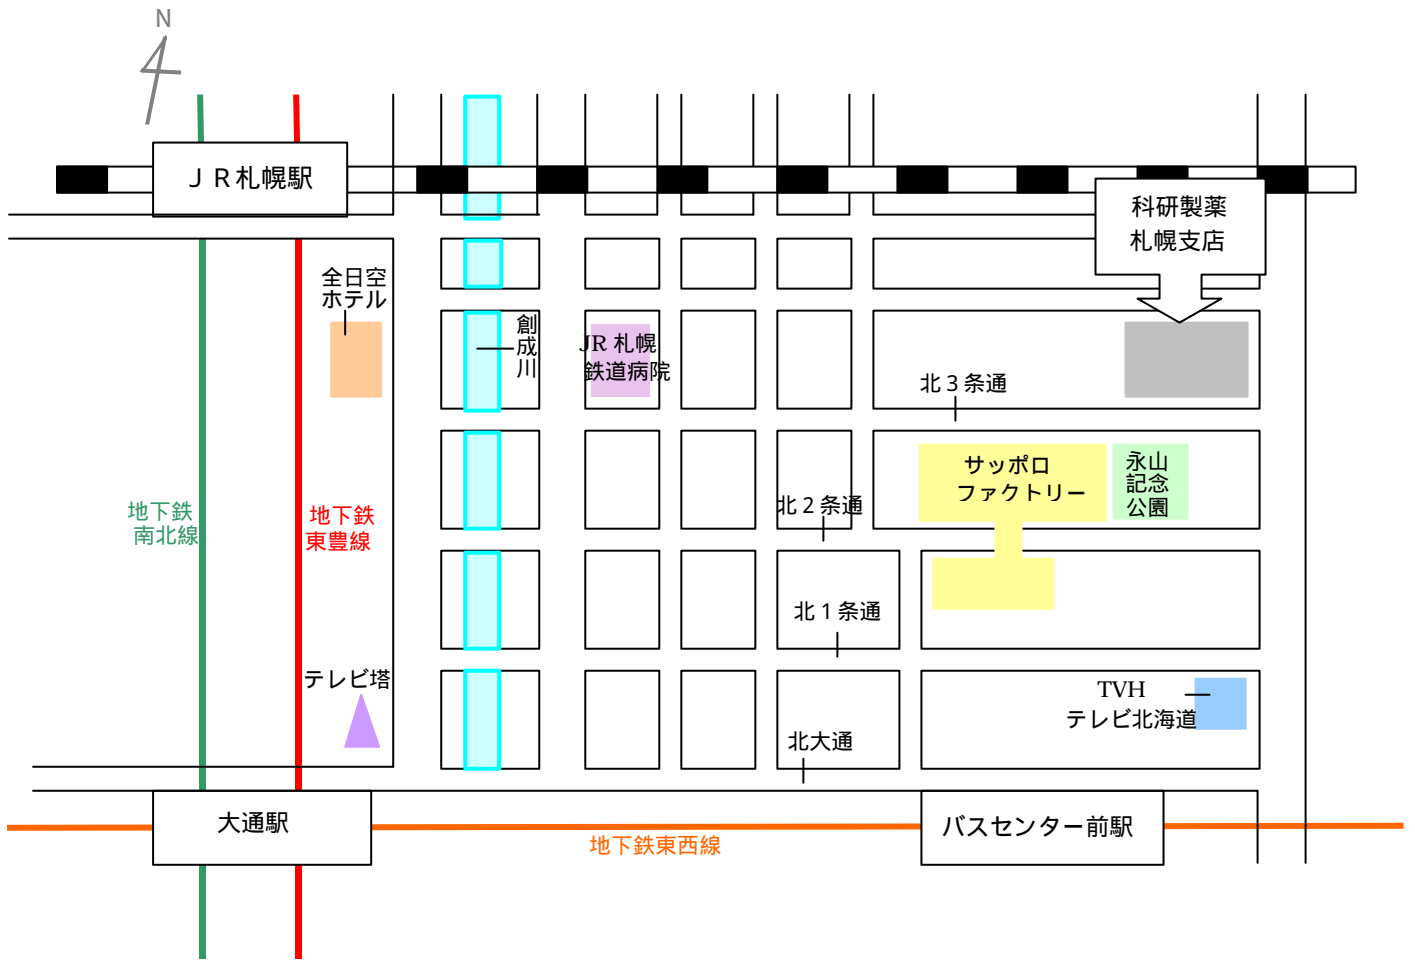 N
ＪＲ札幌駅
科研製薬
札幌支店
全日空
ホテル
創成川
JR 札幌
鉄道病院
北３条通
サッポロ
ファクトリー
永山
記念
公園
北２条通
地下鉄
南北線
地下鉄
東豊線
北１条通
テレビ塔
TVH
テレビ北海道
北大通
大通駅
バスセンター前駅
地下鉄東西線